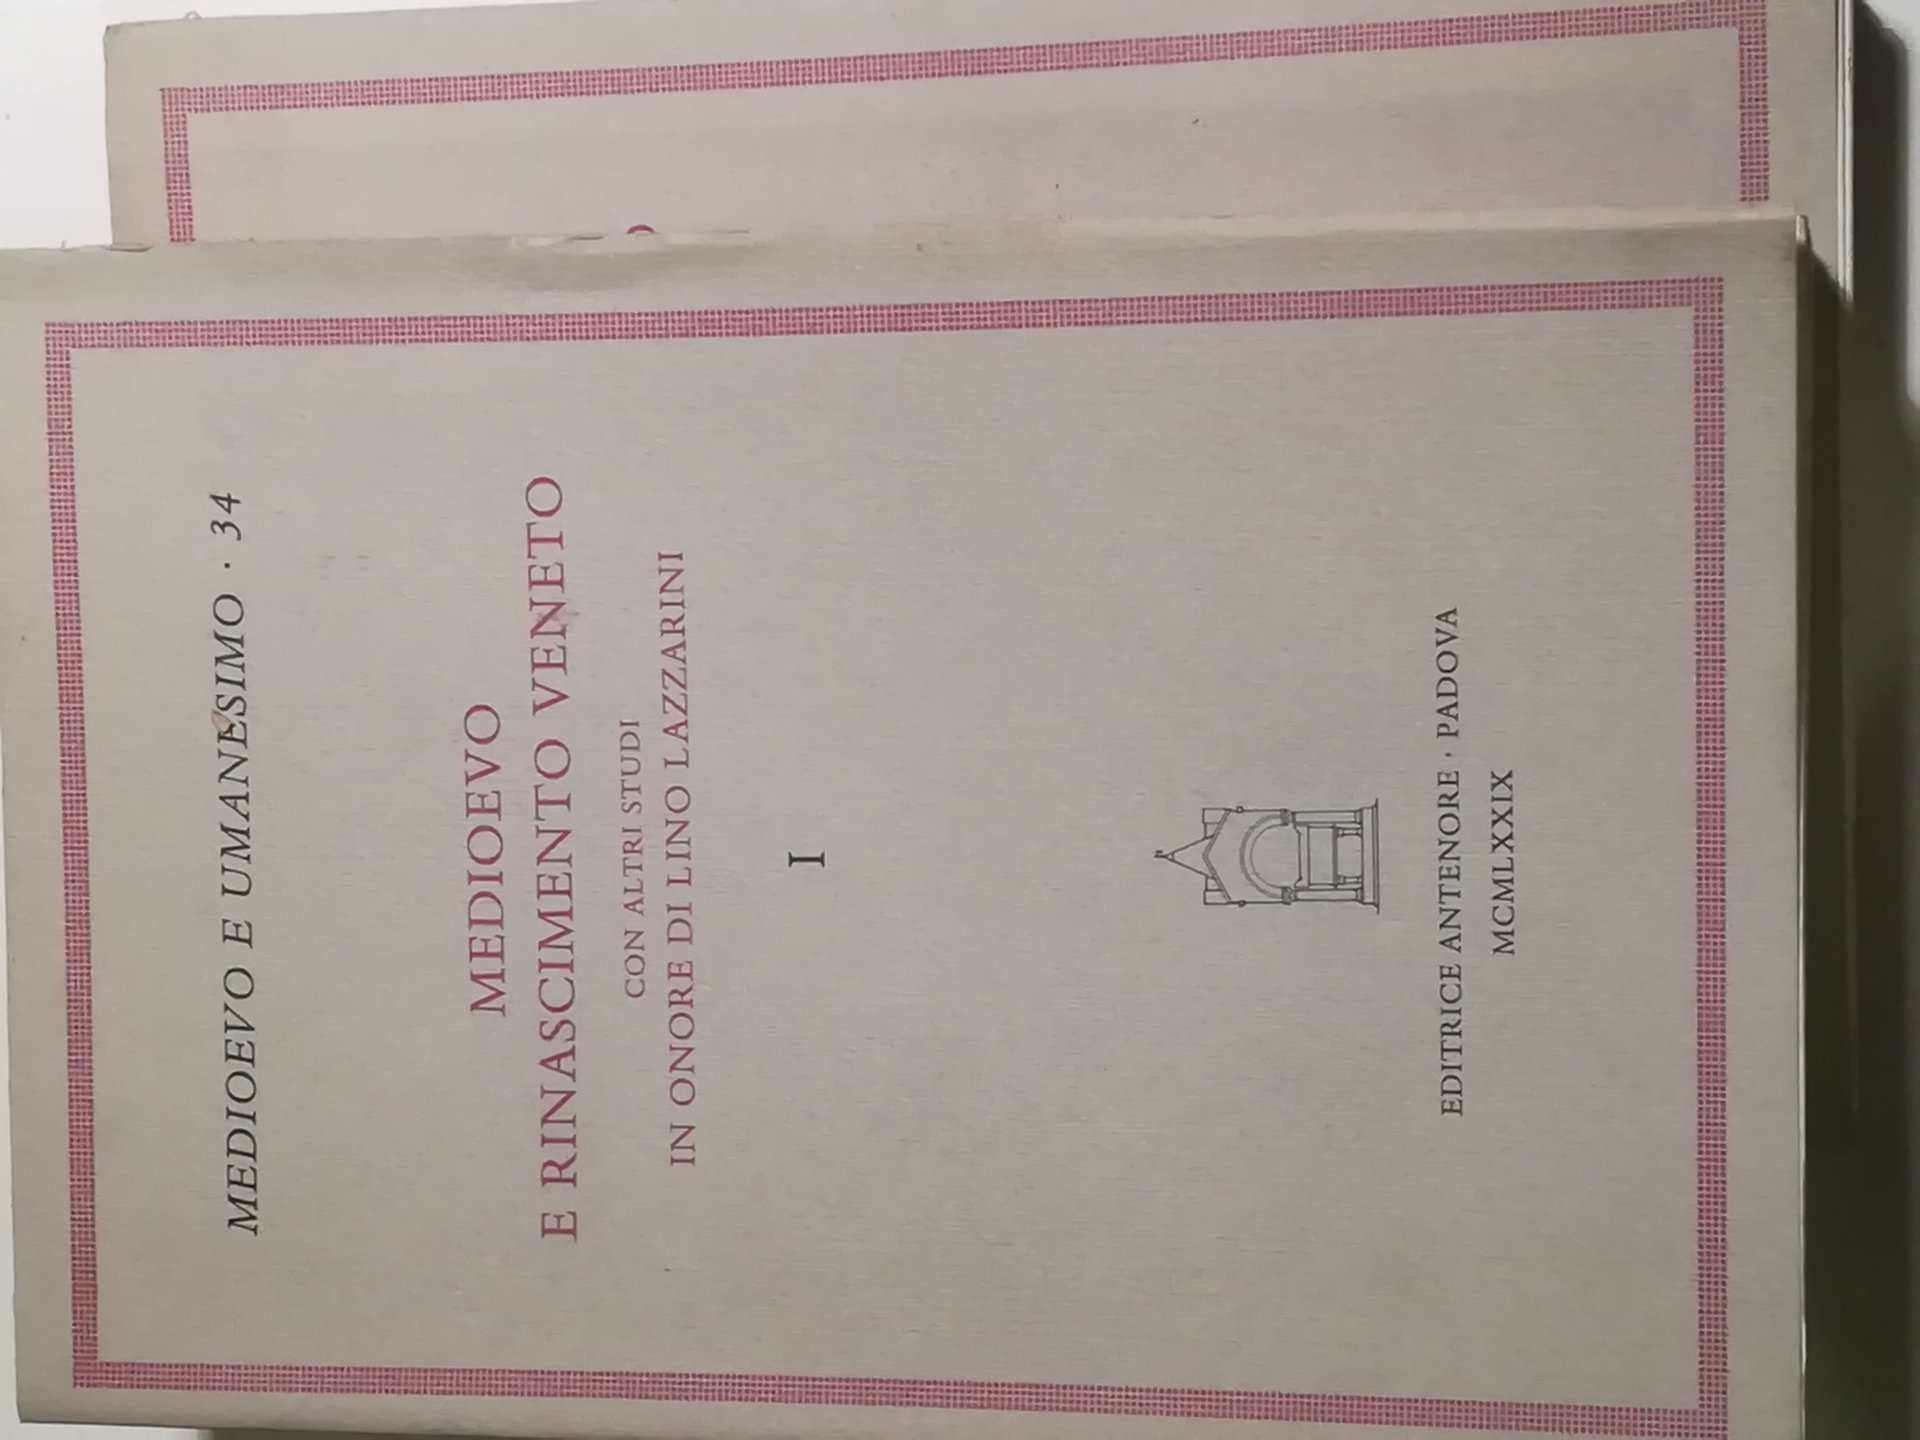 MEDIOEVO E UMANESIMO · 34
MEDIOEVO
E RINASCIMENTO VENETO
CON ALTRI STUDI
IN ONORE DI LINO LAZZARINI
I
EDITRICE ANTENORE · PADOVA
MCMLXXIX